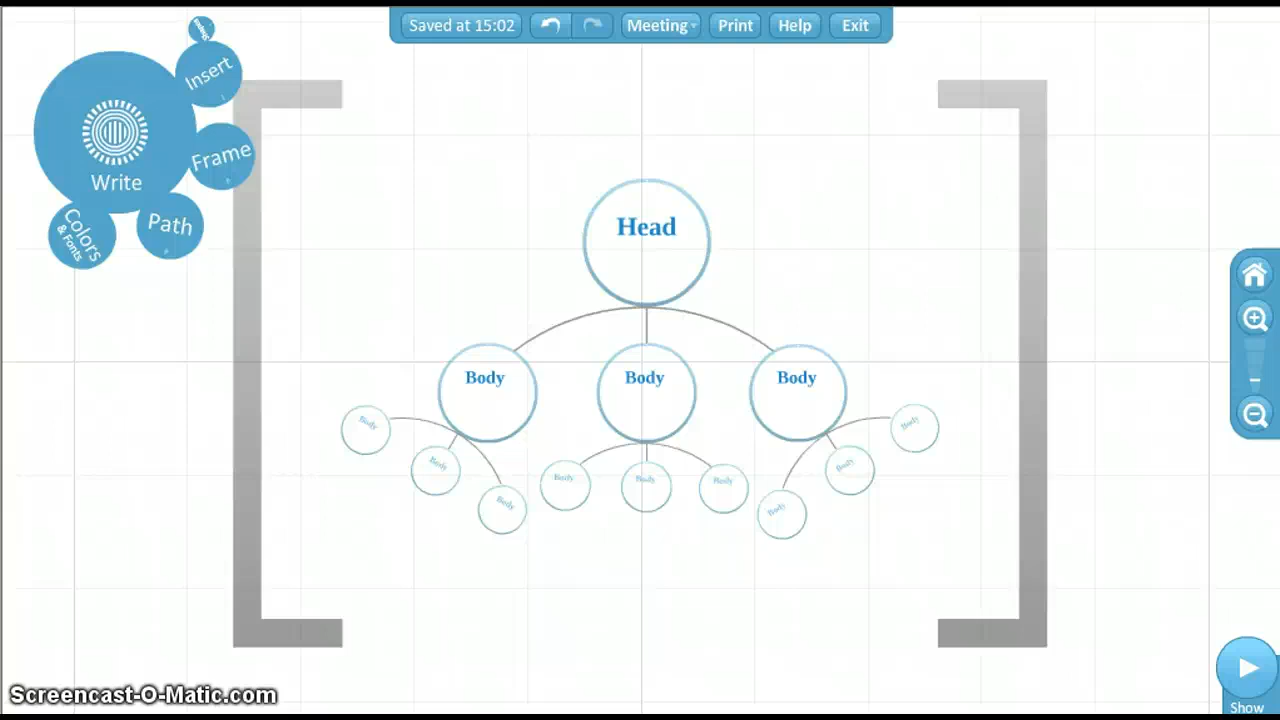 Saved at 15:02
Meeting
Print
Help
Exit
Insert
Frame
Write
Path
Colors
& Fonts
Head
Body
Body
Body
Body
Body
Body
Body
Body
Body
Body
Body
Body
Show
Screencast-O-Matic.com